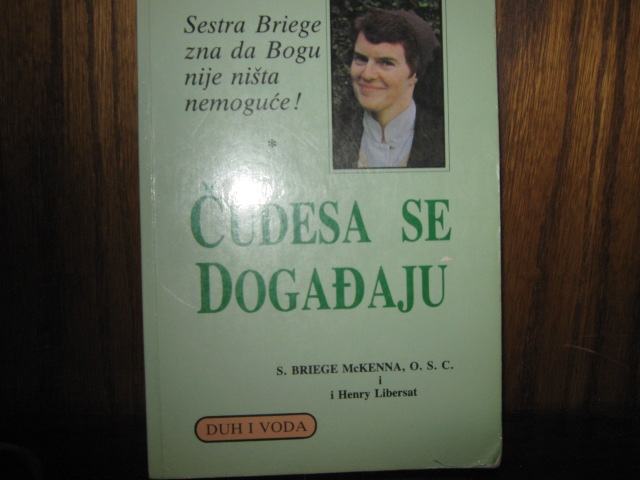 Sestra Briege
zna da Bogu
nije ništa
nemoguće!
*
ČUDESA SE
DOGAĐAJU
S. BRIEGE McKENNA, O. S. C.
i
i Henry Libersat
DUH I VODA